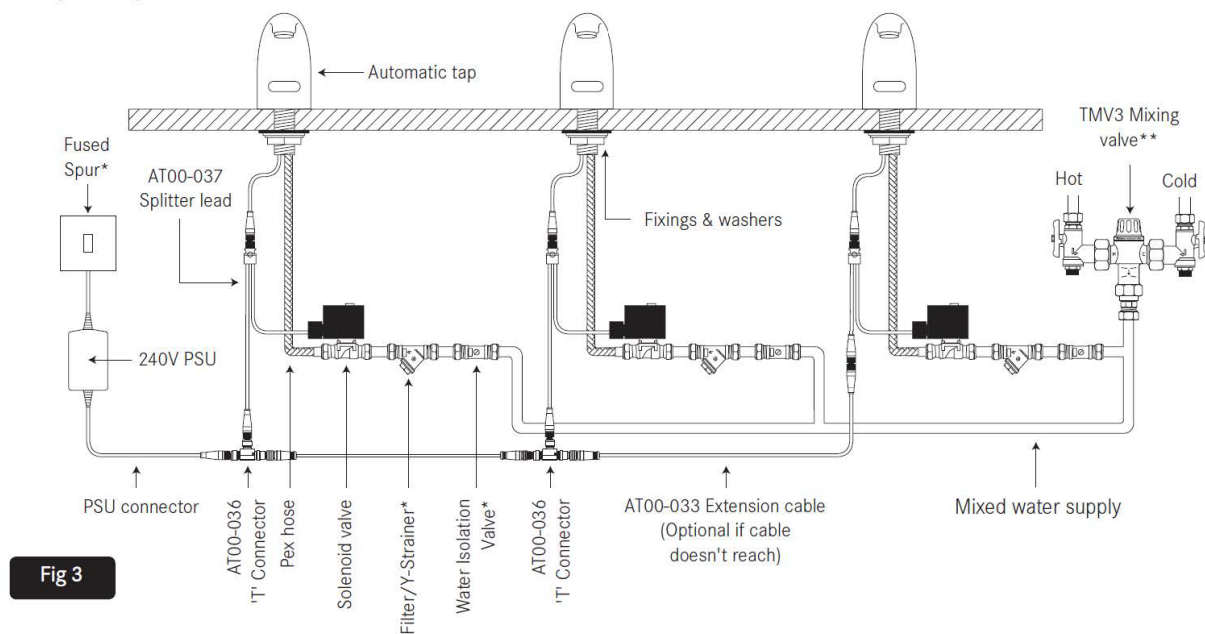 Automatic tap
TMV3 Mixing
valve**
Fused
Spur*
AT00-037
Splitter lead
Hot
Cold
Fixings & washers
240V PSU
PSU connector
AT00-036
'T' Connector
Pex hose
Solenoid valve
Filter/Y-Strainer*
Water Isolation
Valve*
AT00-036
'T' Connector
AT00-033 Extension cable
(Optional if cable
doesn't reach)
Mixed water supply
Fig 3